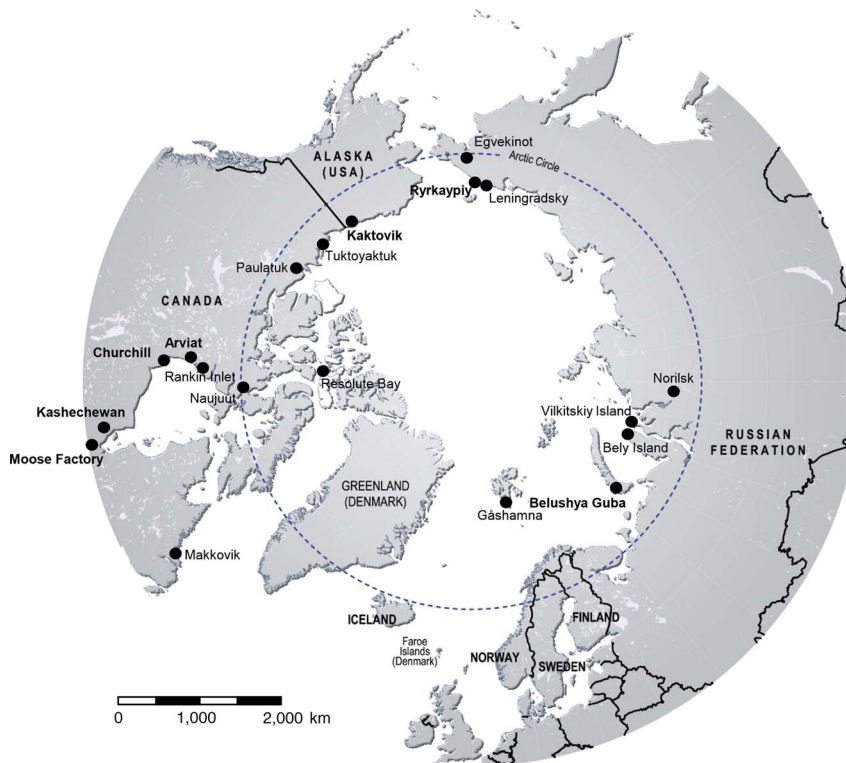 Egvekinot
Arctic Circle
ALASKA
(USA)
Ryrkaypiy
Leningradsky
Kaktovik
Tuktoyaktuk
Paulatuk
CANADA
Arviat
Churchill
Rankin Inlet
Resolute Bay
Naujuut
Norilsk
Kashechewan
Vilkitskiy Island
Bely Island
RUSSIAN
FEDERATION
Moose Factory
GREENLAND
(DENMARK)
Belushya Guba
Gåshamna
Makkovik
ICELAND
FINLAND
Faroe
Islands
(Denmark)
NORWAY
SWEDEN
0 1,000 2,000 km